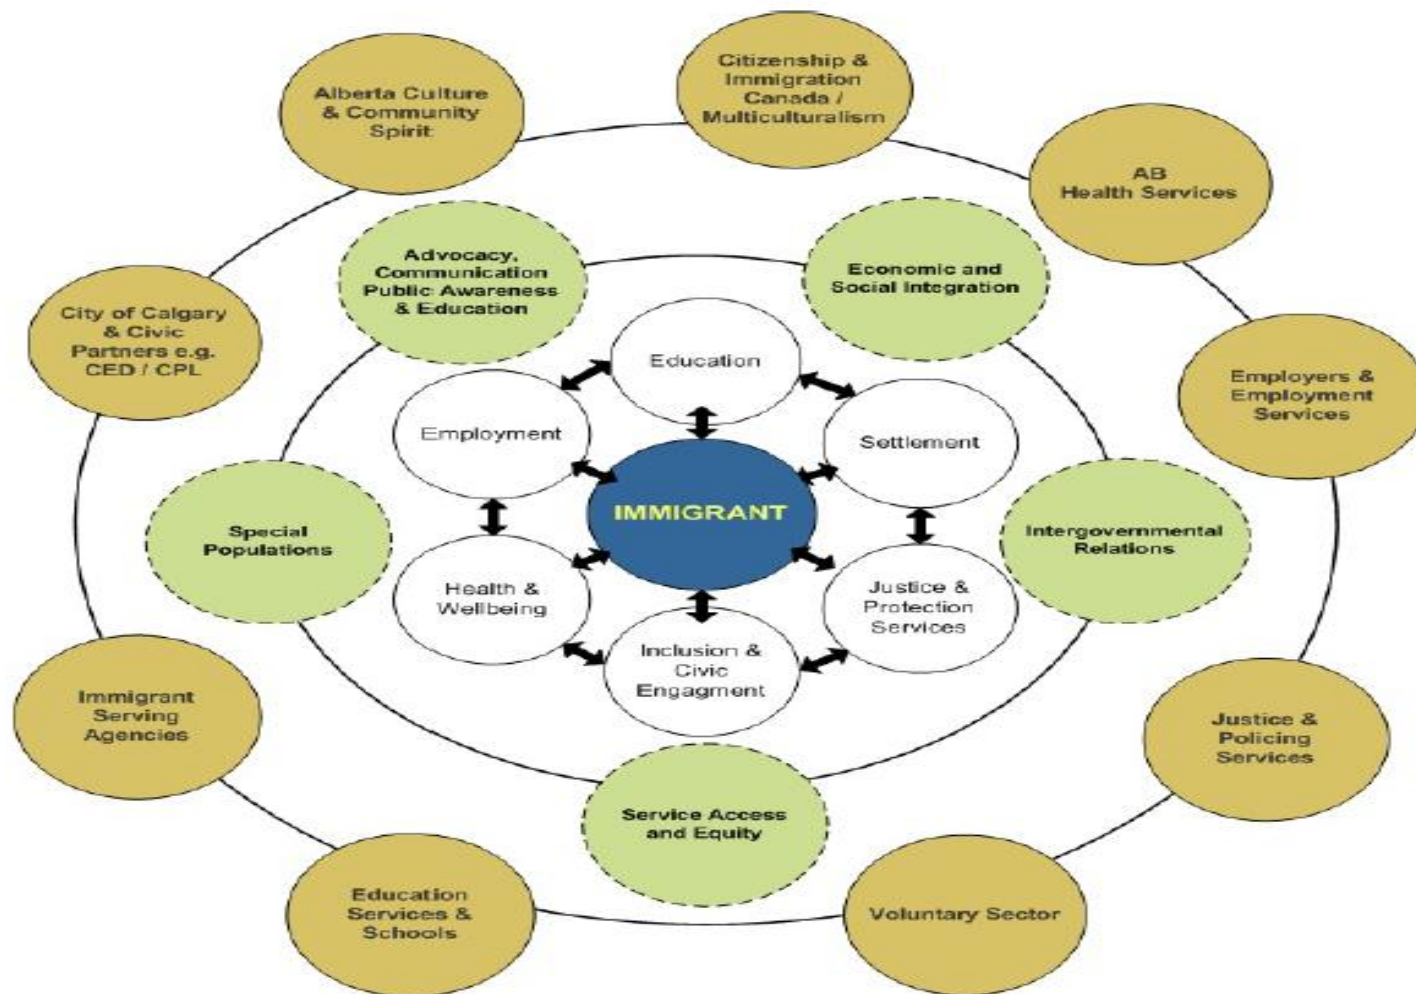 Citizenship &
Immigration
Canada /
Multiculturalism
Alberta Culture
& Community
Spirit
AB
Health Services
Advocacy,
Communication
Public Awareness
& Education
Economic and
Social Integration
City of Calgary
& Civic
Partners e.g.
CED / CPL
Education
Employers &
Employment
Services
Employment
Settlement
IMMIGRANT
Special
Populations
Intergovernmental
Relations
Health &
Wellbeing
Justice &
Protection
Services
Inclusion &
Civic
Engagment
Immigrant
Serving
Agencies
Justice &
Policing
Services
Service Access
and Equity
Education
Services &
Schools
Voluntary Sector